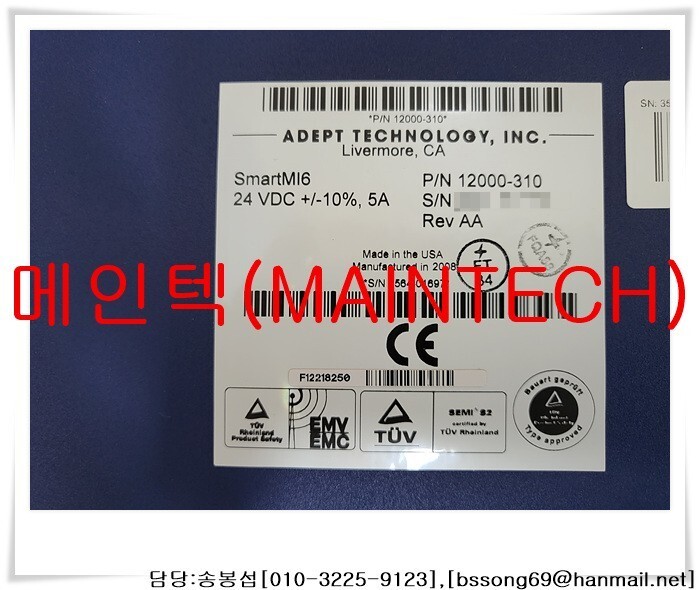 *P/N 12000-310*
ADEPT TECHNOLOGY, INC.
Livermore, CA
SmartMI6
24 VDC +/-10%, 5A
P/N 12000-310
S/N
Rev AA
SN: 35
Made in the USA
Manufactured in 2008
FQA
ET
34
메인텍(MAINTECH)
*S/N
CE
F12218250
TÜV
Rheinland
Product Safety
EMV
EMC
TÜV
SEMI S2
certified by
TÜV Rheinland
Bauart geprüft
Type approved
담당:송봉섭[010-3225-9123],[bssong69@hanmail.net]